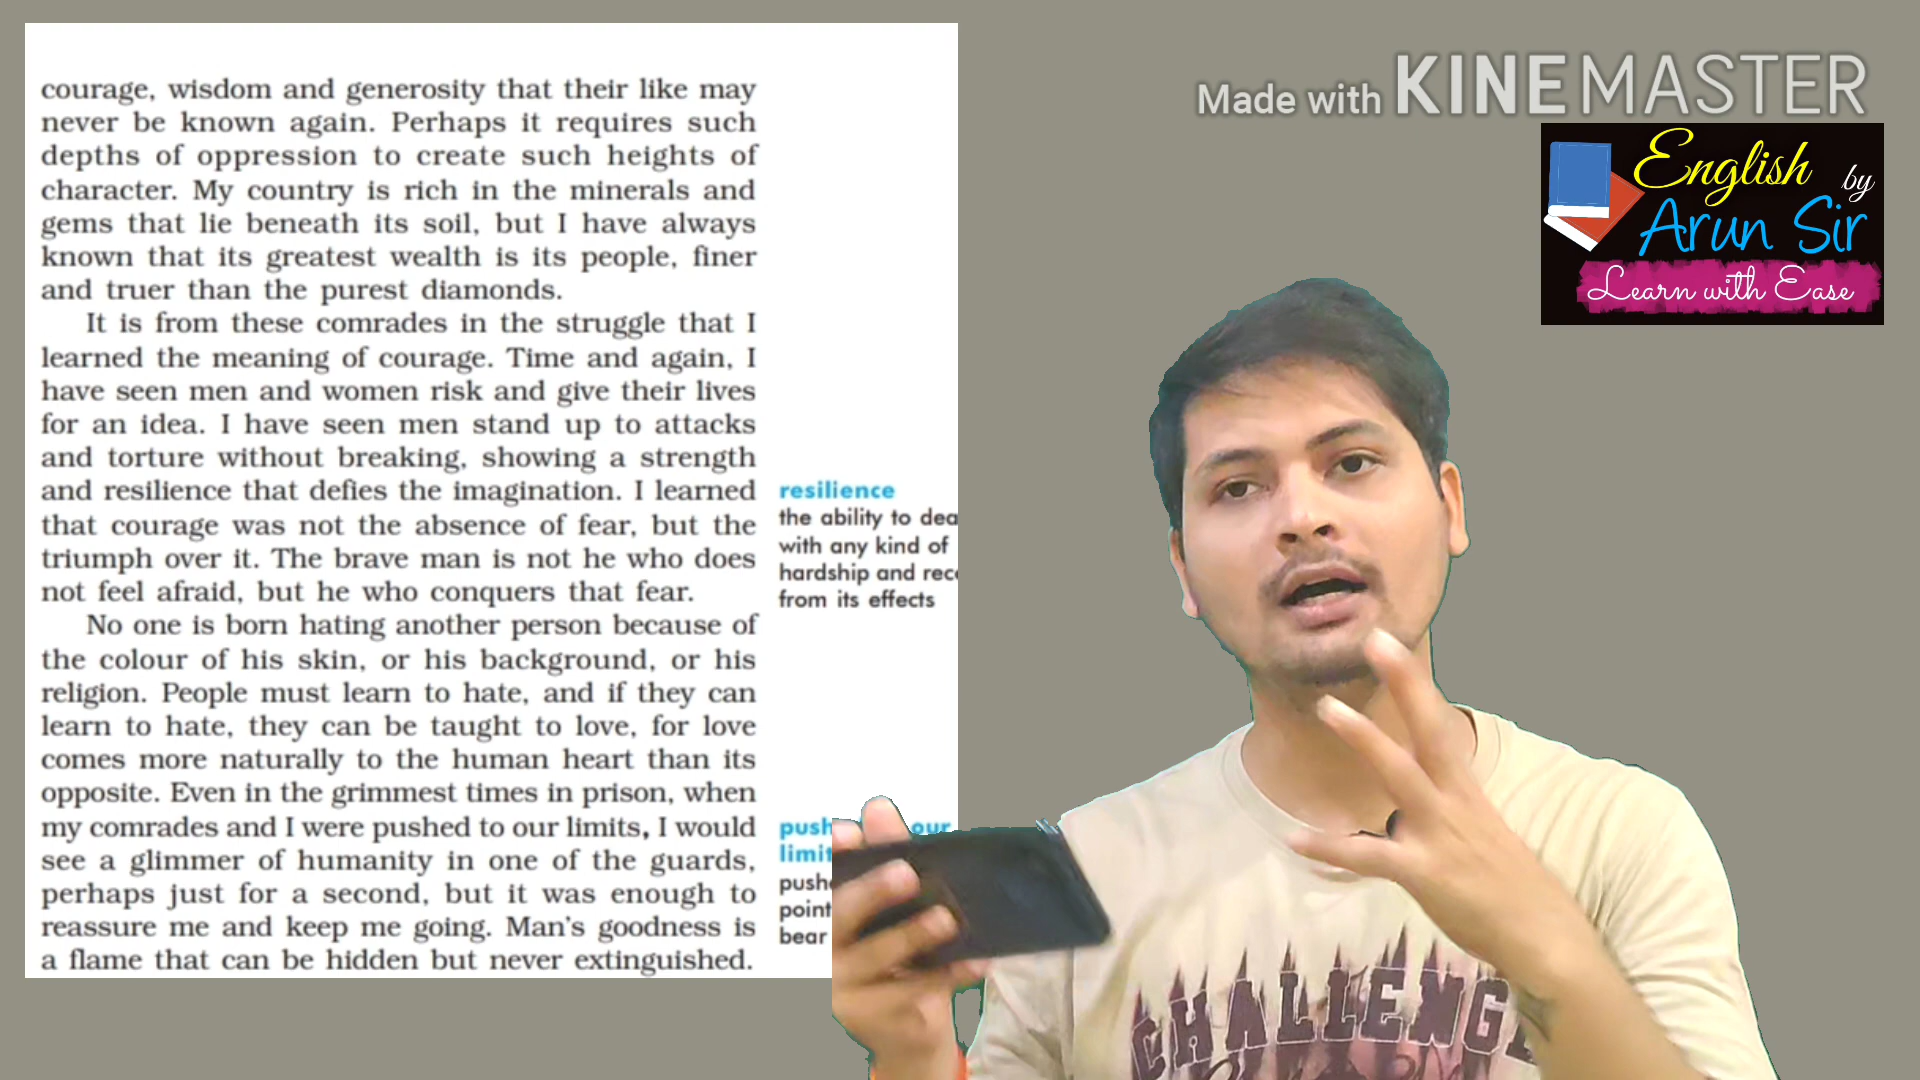 courage, wisdom and generosity that their like may
never be known again. Perhaps it requires such
depths of oppression to create such heights of
character. My country is rich in the minerals and
gems that lie beneath its soil, but I have always
known that its greatest wealth is its people, finer
and truer than the purest diamonds.
It is from these comrades in the struggle that I
learned the meaning of courage. Time and again, I
have seen men and women risk and give their lives
for an idea. I have seen men stand up to attacks
and torture without breaking, showing a strength
and resilience that defies the imagination. I learned
that courage was not the absence of fear, but the
triumph over it. The brave man is not he who does
not feel afraid, but he who conquers that fear.
No one is born hating another person because of
the colour of his skin, or his background, or his
religion. People must learn to hate, and if they can
learn to hate, they can be taught to love, for love
comes more naturally to the human heart than its
opposite. Even in the grimmest times in prison, when
my comrades and I were pushed to our limits, I would
see a glimmer of humanity in one of the guards,
perhaps just for a second, but it was enough to
reassure me and keep me going. Man's goodness is
a flame that can be hidden but never extinguished.
resilience
the ability to dea
with any kind of
hardship and rec
from its effects
push our
limit
push
point
bear
Made with KINEMASTER
English by
Arun Sir
Learn with Ease
CHALLENG